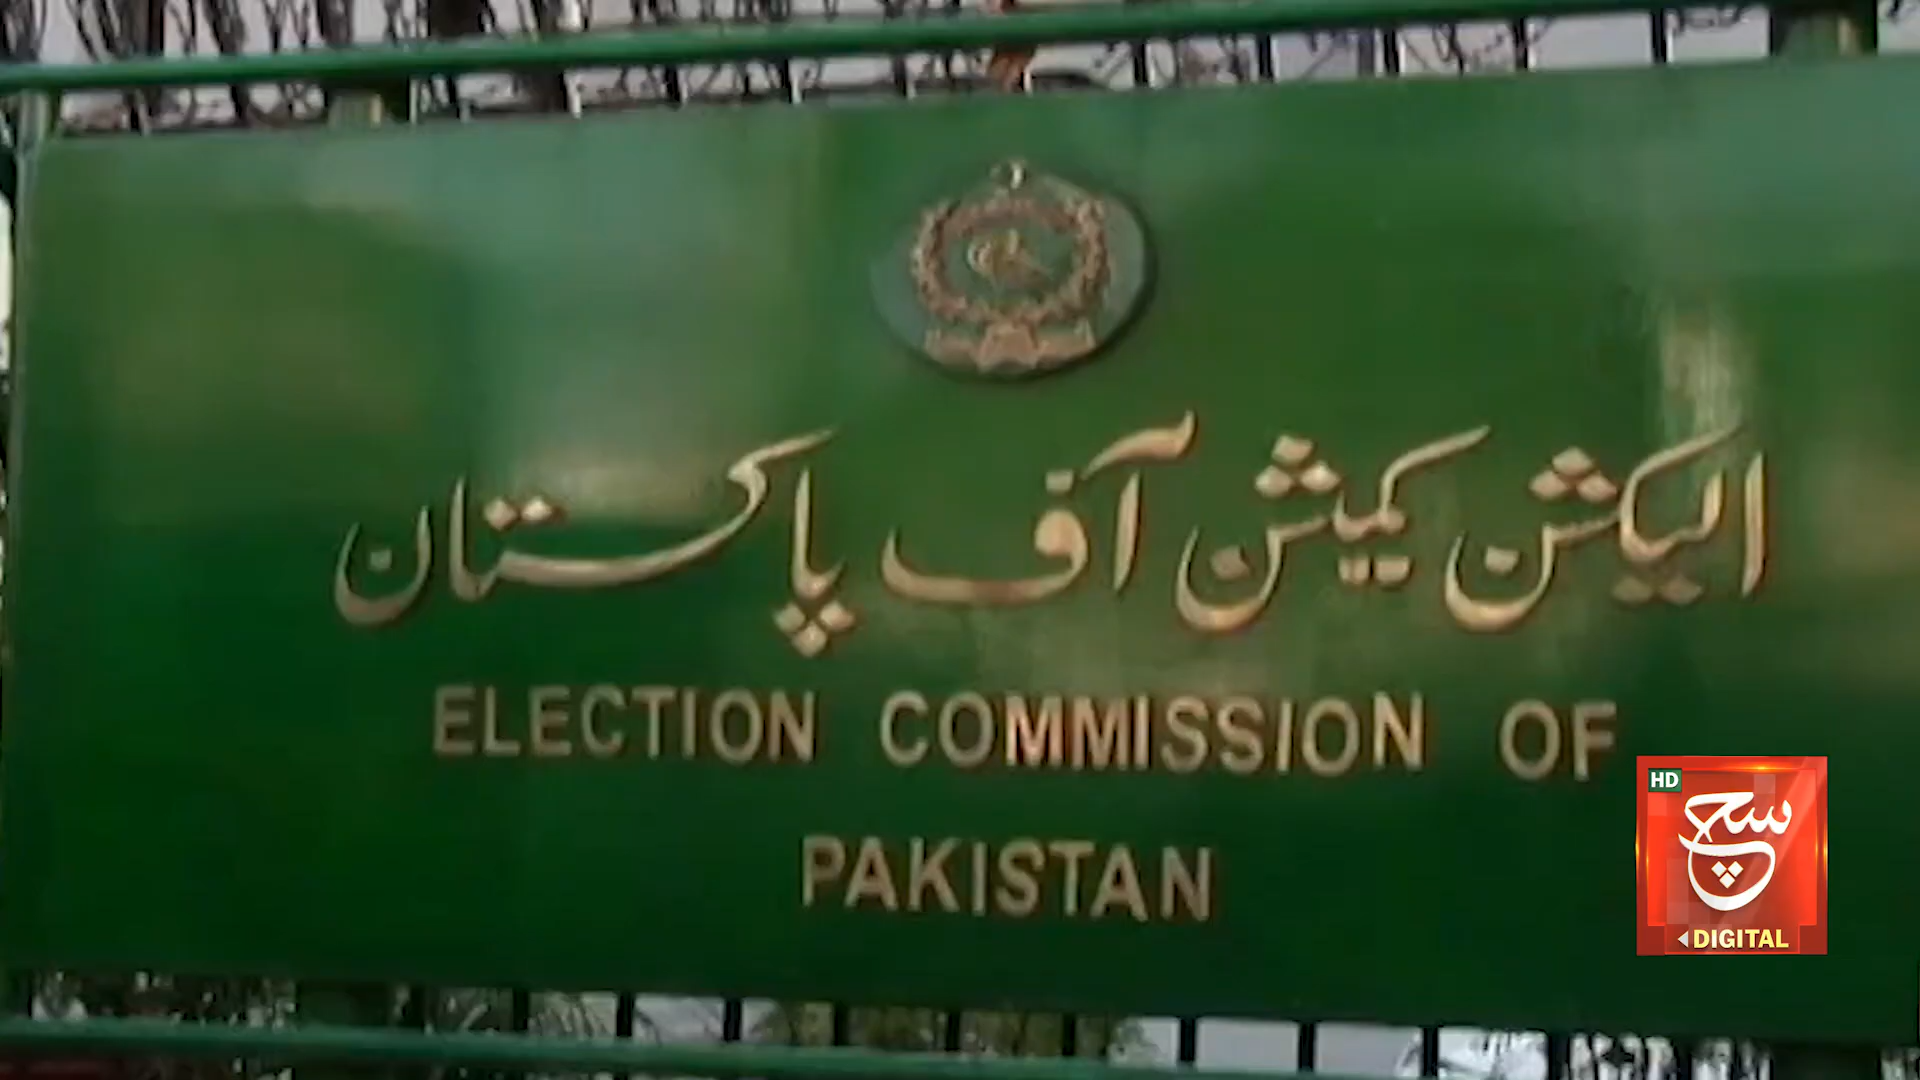 الیکشن کمیشن آف پاکستان
ELECTION COMMISSION OF
PAKISTAN
HD
سچ
DIGITAL